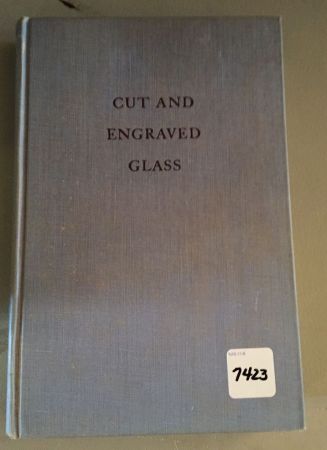 CUT AND
ENGRAVED
GLASS
7423